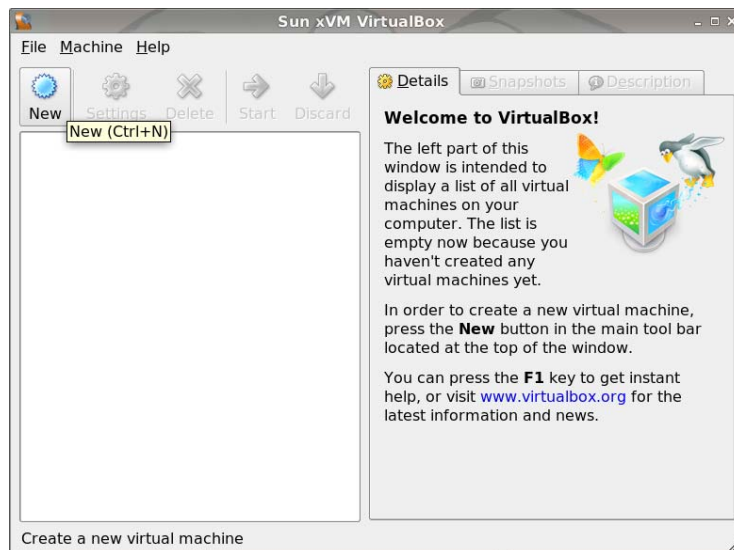 Sun xVM VirtualBox
File Machine Help
New Settings Delete Start Discard
New (Ctrl+N)
Details Snapshots Description
Welcome to VirtualBox!
The left part of this
window is intended to
display a list of all virtual
machines on your
computer. The list is
empty now because you
haven't created any
virtual machines yet.
In order to create a new virtual machine,
press the New button in the main tool bar
located at the top of the window.
You can press the F1 key to get instant
help, or visit www.virtualbox.org for the
latest information and news.
Create a new virtual machine